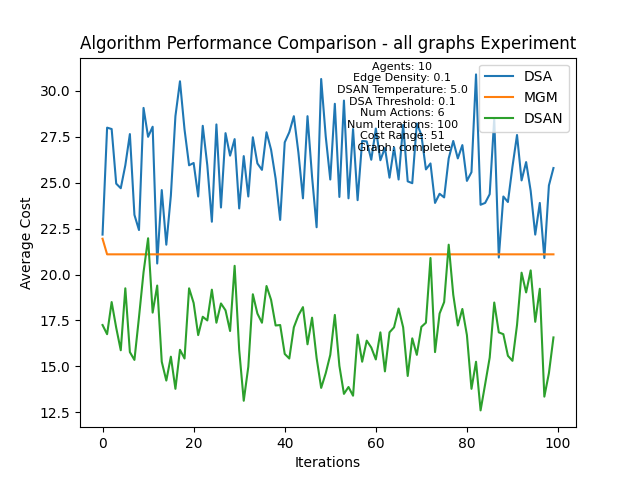 Algorithm Performance Comparison - all graphs Experiment
Agents: 10
Edge Density: 0.1
DSAN Temperature: 5.0
DSA Threshold: 0.1
Num Actions: 6
Num Iterations: 100
Cost Range: 51
Graph: complete
DSA
MGM
DSAN
Average Cost
30.0
27.5
25.0
22.5
20.0
17.5
15.0
12.5
0
20
40
60
80
100
Iterations